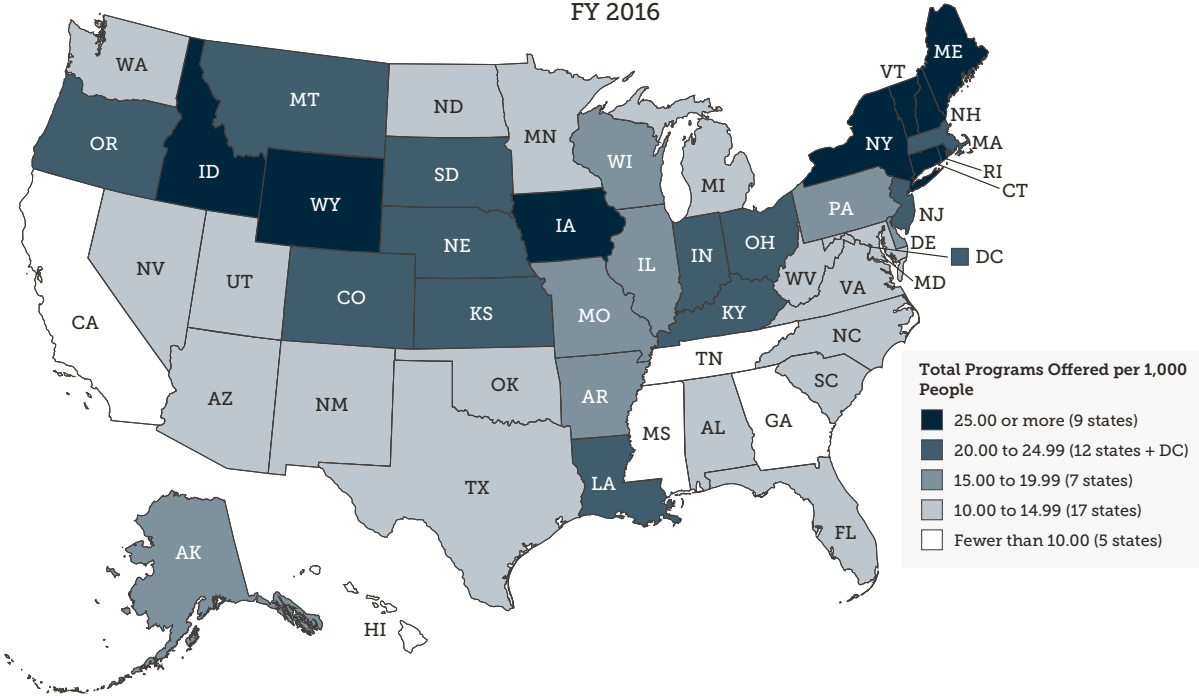 FY 2016
ME
WA
VT
MT
ND
NH
MN
OR
NY
MA
WI
ID
SD
RI
MI
CT
WY
PA
NJ
IA
NE
OH
DE
IN
DC
IL
NV
WV
UT
MD
VA
CO
KY
KS
MO
CA
NC
TN
OK
SC
AZ
AR
NM
GA
AL
MS
LA
TX
FL
AK
HI
Total Programs Offered per 1,000
People
25.00 or more (9 states)
20.00 to 24.99 (12 states + DC)
15.00 to 19.99 (7 states)
10.00 to 14.99 (17 states)
Fewer than 10.00 (5 states)